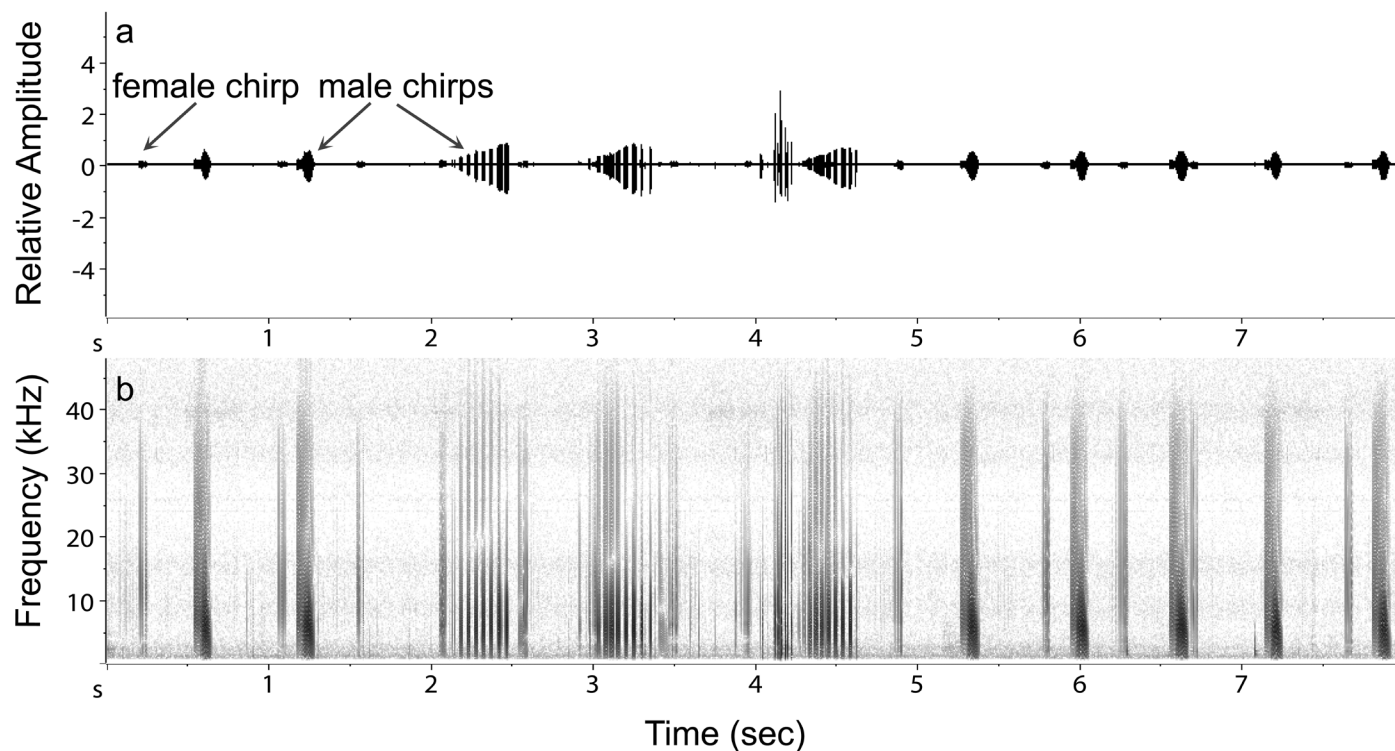 a
Relative Amplitude
4
2
0
-2
-4
female chirp male chirps
s 1 2 3 4 5 6 7
b
Frequency (kHz)
40
30
20
10
s 1 2 3 4 5 6 7
Time (sec)